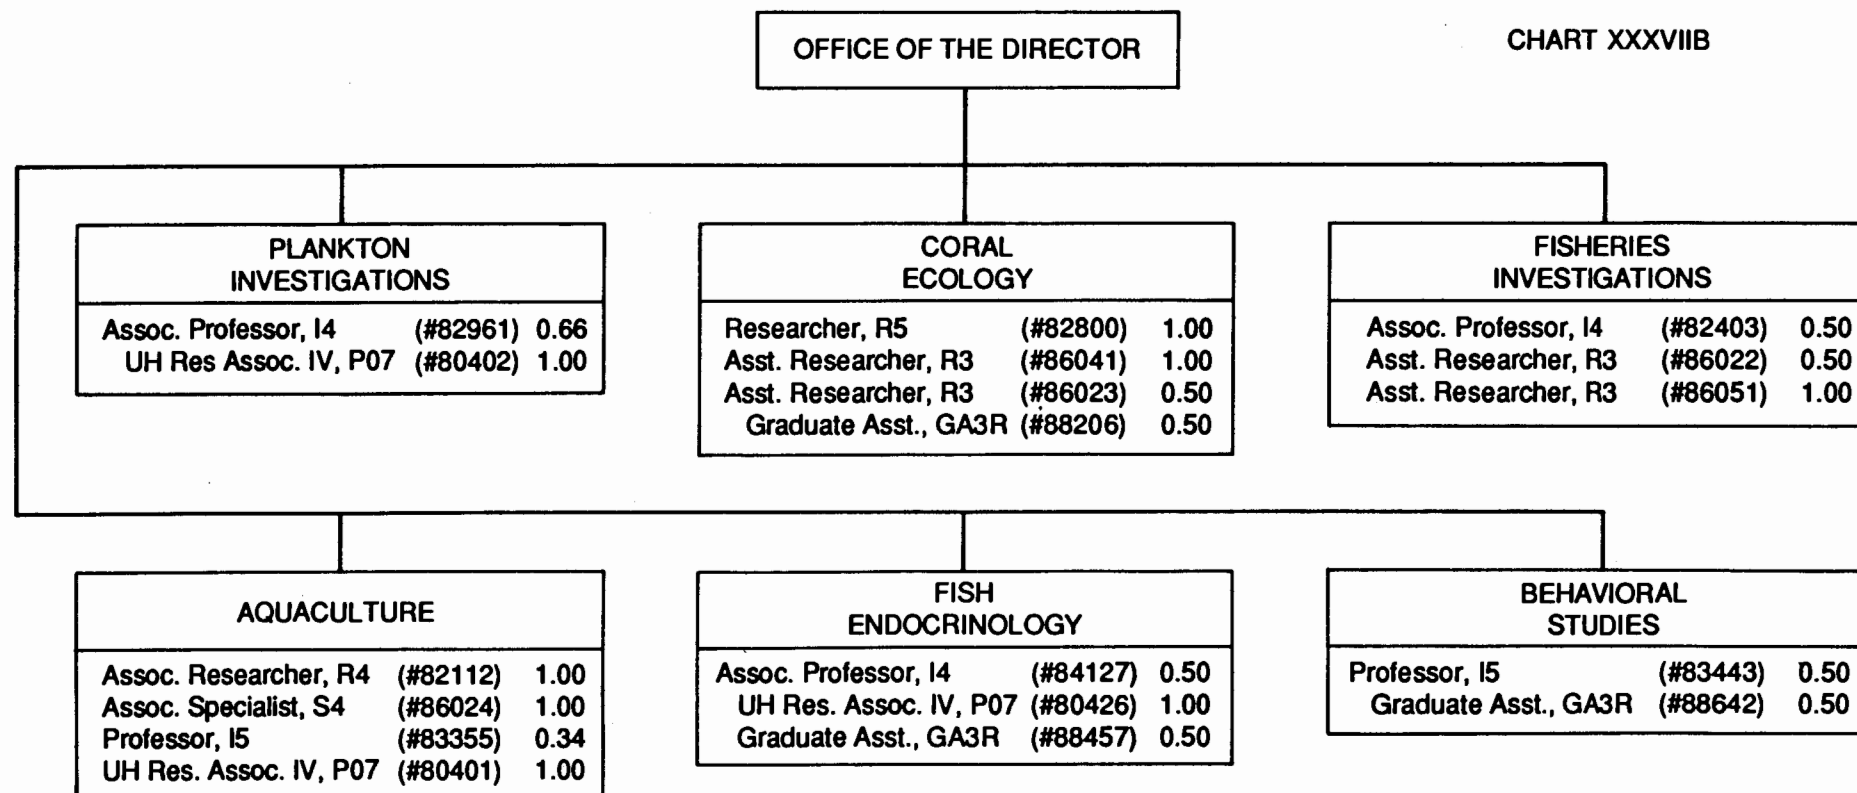 OFFICE OF THE DIRECTOR
CHART XXXVIIB
PLANKTON
INVESTIGATIONS
Assoc. Professor, I4 (#82961) 0.66
UH Res Assoc. IV, P07 (#80402) 1.00
CORAL
ECOLOGY
Researcher, R5 (#82800) 1.00
Asst. Researcher, R3 (#86041) 1.00
Asst. Researcher, R3 (#86023) 0.50
Graduate Asst., GA3R (#88206) 0.50
FISHERIES
INVESTIGATIONS
Assoc. Professor, I4 (#82403) 0.50
Asst. Researcher, R3 (#86022) 0.50
Asst. Researcher, R3 (#86051) 1.00
AQUACULTURE
Assoc. Researcher, R4 (#82112) 1.00
Assoc. Specialist, S4 (#86024) 1.00
Professor, I5 (#83355) 0.34
UH Res. Assoc. IV, P07 (#80401) 1.00
FISH
ENDOCRINOLOGY
Assoc. Professor, I4 (#84127) 0.50
UH Res. Assoc. IV, P07 (#80426) 1.00
Graduate Asst., GA3R (#88457) 0.50
BEHAVIORAL
STUDIES
Professor, I5 (#83443) 0.50
Graduate Asst., GA3R (#88642) 0.50